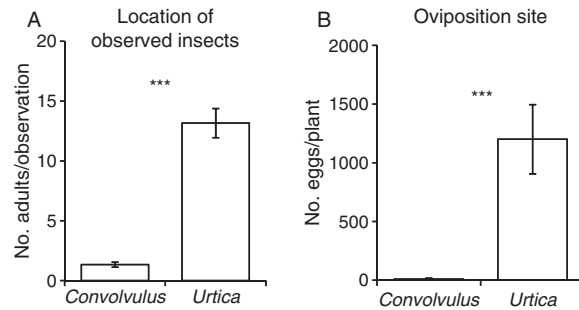 A
Location of
observed insects
No. adults/observation
20
15
10
5
0
***
Convolvulus
Urtica
B
Oviposition site
No. eggs/plant
2000
1500
1000
500
0
***
Convolvulus
Urtica